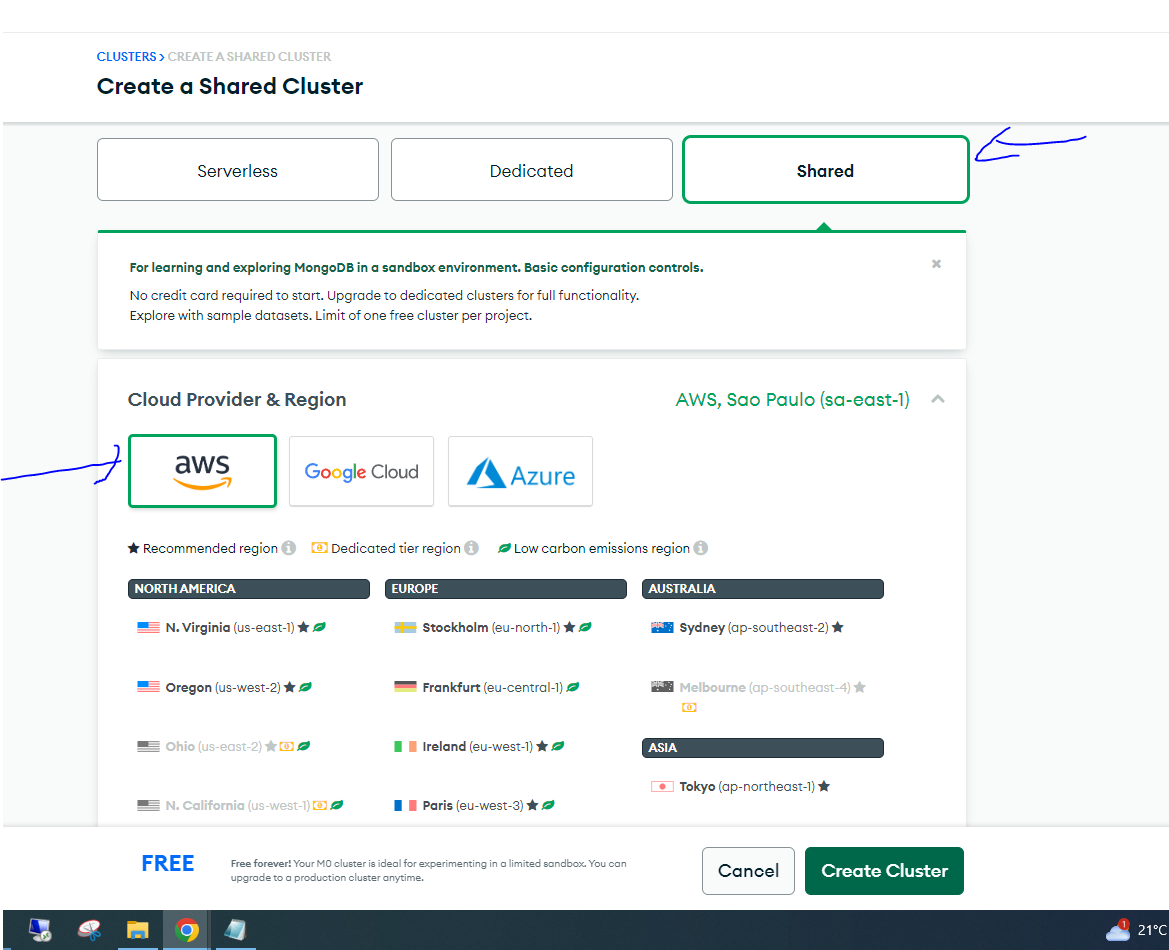 CLUSTERS > CREATE A SHARED CLUSTER
Create a Shared Cluster
Serverless
Dedicated
Shared
For learning and exploring MongoDB in a sandbox environment. Basic configuration controls.
No credit card required to start. Upgrade to dedicated clusters for full functionality.
Explore with sample datasets. Limit of one free cluster per project.
Cloud Provider & Region
AWS, Sao Paulo (sa-east-1)
aws
Google Cloud
Azure
Recommended region
Dedicated tier region
Low carbon emissions region
NORTH AMERICA
N. Virginia (us-east-1)
Oregon (us-west-2)
Ohio (us-east-2)
N. California (us-west-1)
EUROPE
Stockholm (eu-north-1)
Frankfurt (eu-central-1)
Ireland (eu-west-1)
Paris (eu-west-3)
AUSTRALIA
Sydney (ap-southeast-2)
Melbourne (ap-southeast-4)
ASIA
Tokyo (ap-northeast-1)
FREE
Free forever! Your M0 cluster is ideal for experimenting in a limited sandbox. You can
upgrade to a production cluster anytime.
Cancel
Create Cluster
1
21°C